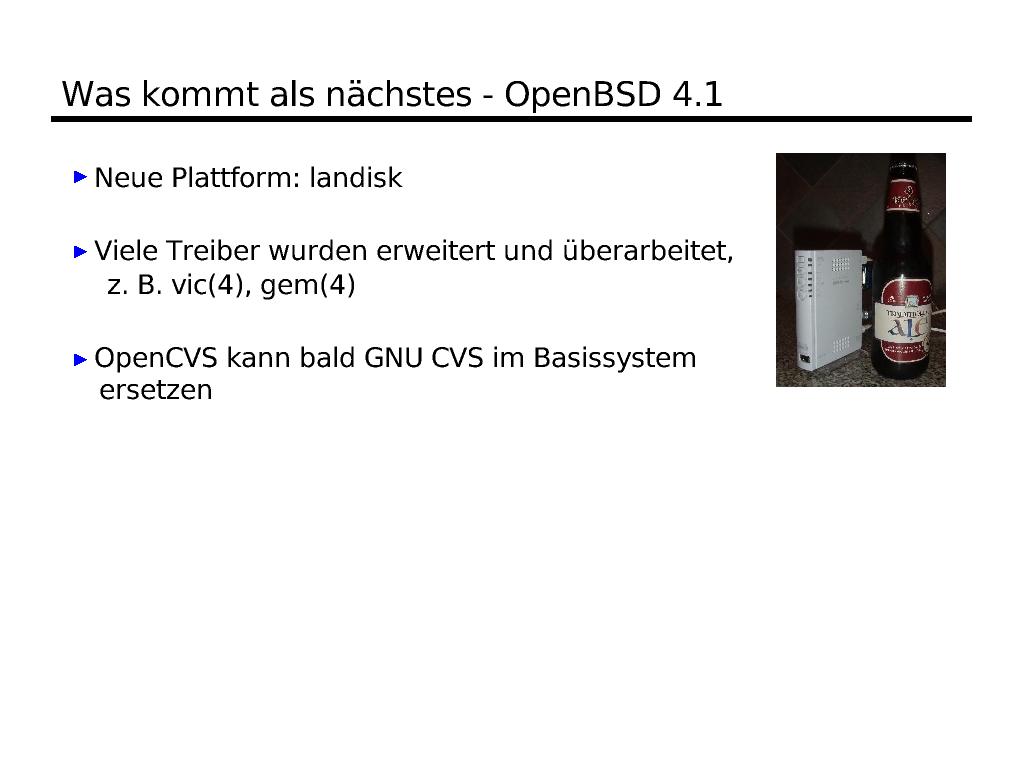 Was kommt als nächstes - OpenBSD 4.1
Neue Plattform: landisk
Viele Treiber wurden erweitert und überarbeitet,
z. B. vic(4), gem(4)
OpenCVS kann bald GNU CVS im Basissystem
ersetzen
ALE